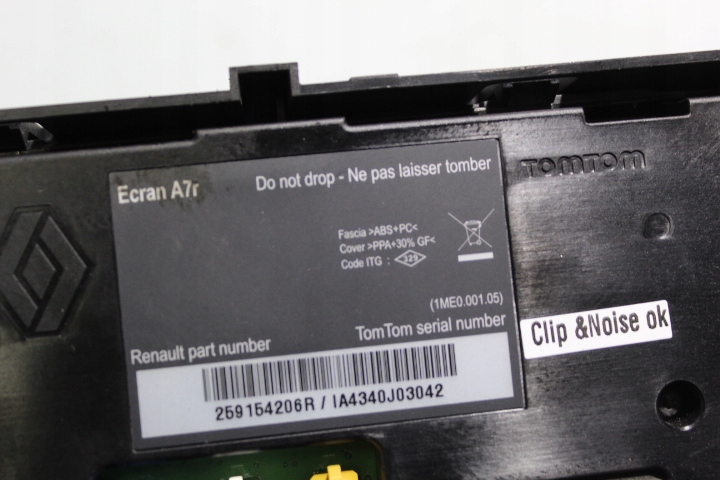 TOMTOM
Ecran A7r
Do not drop - Ne pas laisser tomber
Fascia >ABS+PC<
Cover >PPA+30% GF<
Code ITG : 329
(1ME0.001.05)
Renault part number
TomTom serial number
259154206R / IA4340J03042
Clip &Noise ok